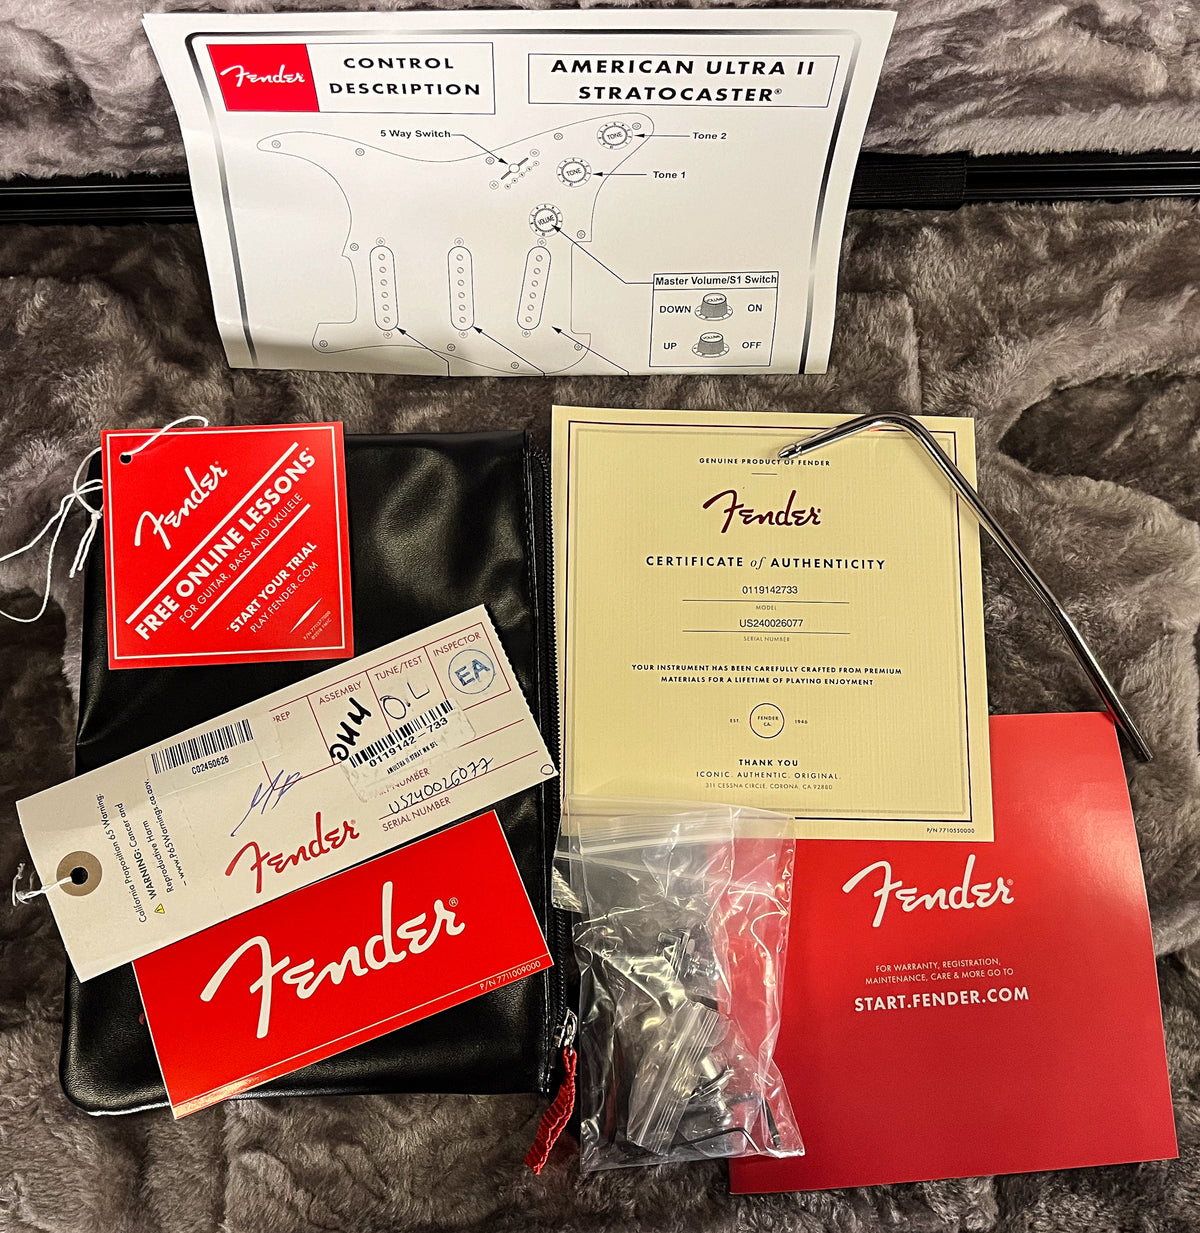 Fender
CONTROL
DESCRIPTION
AMERICAN ULTRA II
STRATOCASTER®
5 Way Switch
TONE
Tone 2
TONE
Tone 1
VOLUME
Master Volume/S1 Switch
DOWN
VOLUME
ON
UP
VOLUME
OFF
Fender
FREE ONLINE LESSONS*
FOR GUITAR, BASS AND UKULELE
START YOUR TRIAL
PLAY.FENDER.COM
GENUINE PRODUCT OF FENDER
Fender
CERTIFICATE of AUTHENTICITY
0119142733
MODEL
US240026077
SERIAL NUMBER
YOUR INSTRUMENT HAS BEEN CAREFULLY CRAFTED FROM PREMIUM
MATERIALS FOR A LIFETIME OF PLAYING ENJOYMENT
EST.
FENDER
CA.
1946
THANK YOU
ICONIC. AUTHENTIC. ORIGINAL.
311 CESSNA CIRCLE, CORONA, CA 92880
P/N 7710550000
PREP
ASSEMBLY
TUNE/TEST
O.L
INSPECTOR
EA
C02450626
0119142-733
US240026077
SERIAL NUMBER
Fender®
⚠ WARNING: Cancer and
Reproductive Harm
– www.P65Warnings.ca.gov.
California Proposition 65 Warning:
Fender®
P/N 7711009000
Fender®
FOR WARRANTY, REGISTRATION,
MAINTENANCE, CARE & MORE GO TO
START.FENDER.COM